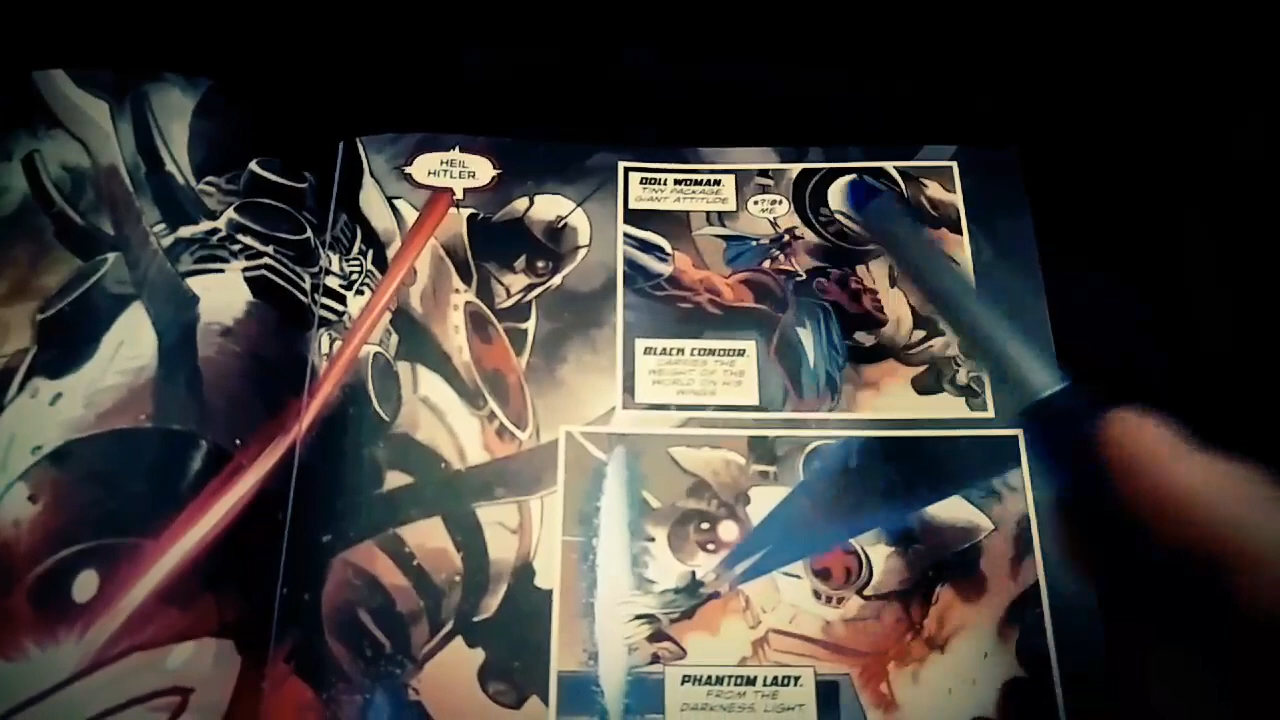 HEIL
HITLER.
DOLL WOMAN.
TINY PACKAGE.
GIANT ATTITUDE.
#?!@#
ME.
BLACK CONDOR.
CARRIES THE
WEIGHT OF THE
WORLD ON HIS
WINGS.
PHANTOM LADY.
FROM THE
DARKNESS, LIGHT.